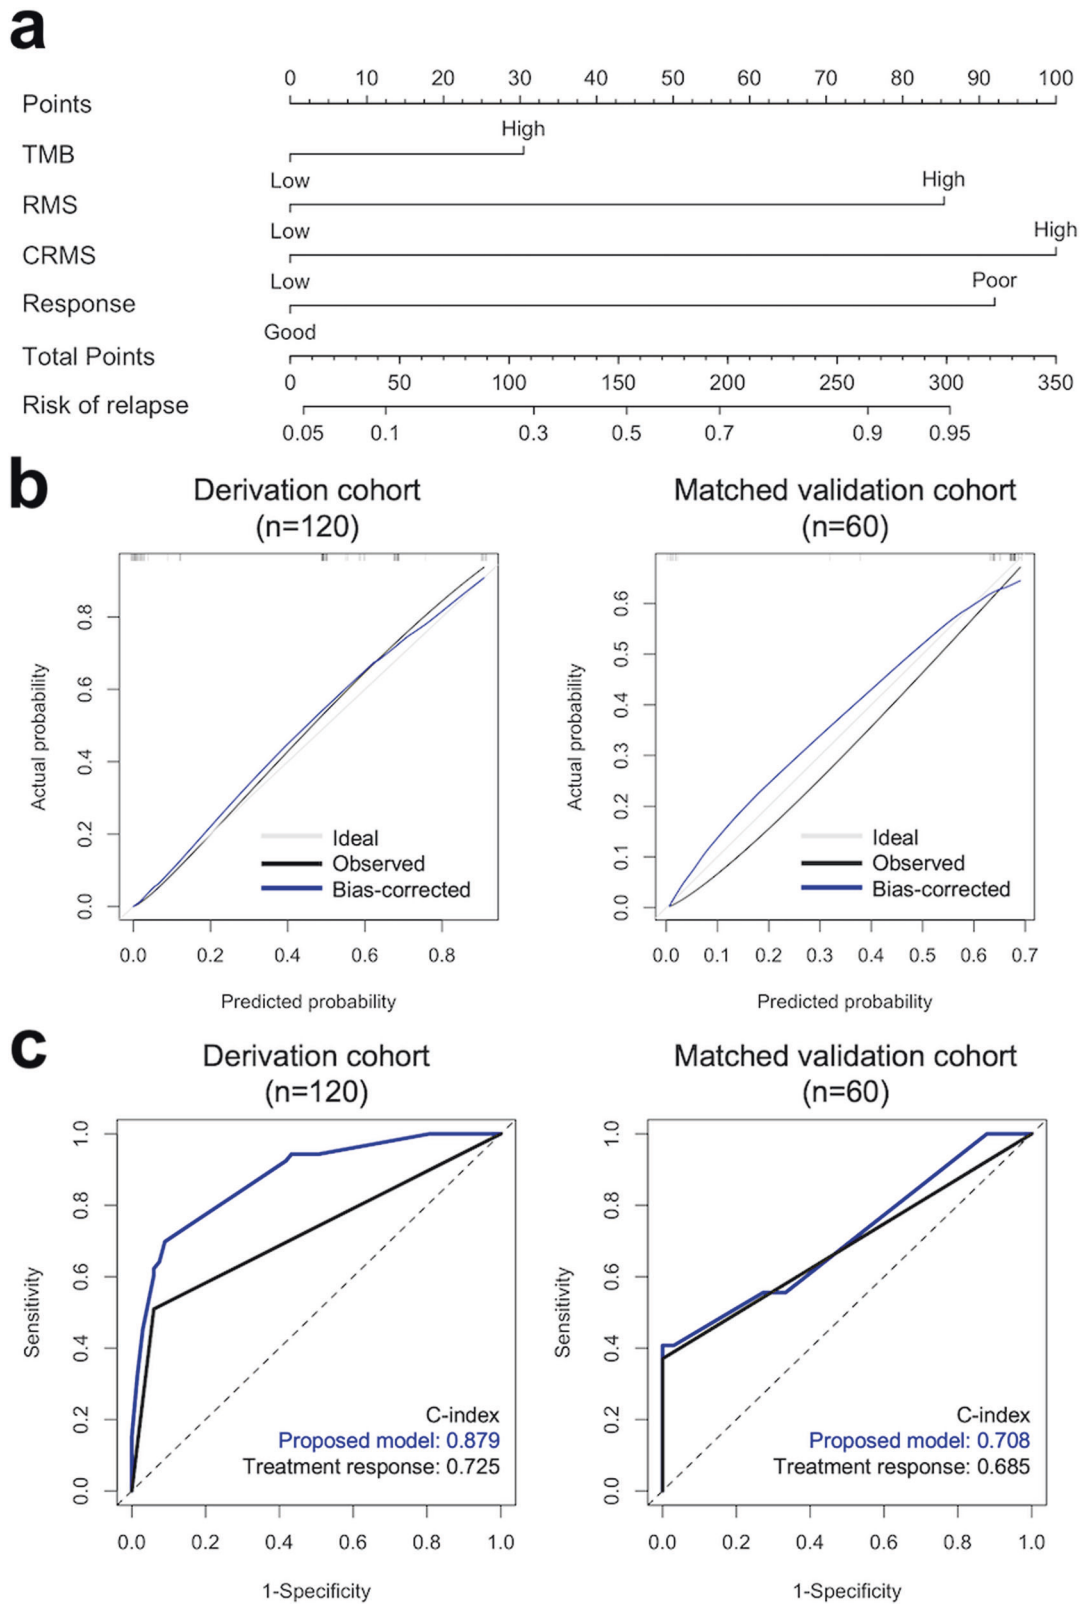 a
0 10 20 30 40 50 60 70 80 90 100
Points
High
TMB
Low
High
RMS
Low
High
CRMS
Low
Poor
Response
Good
Total Points
0 50 100 150 200 250 300 350
Risk of relapse
0.05 0.1 0.3 0.5 0.7 0.9 0.95
b
Derivation cohort
(n=120)
Actual probability
0.8
0.6
0.4
0.2
0.0
Ideal
Observed
Bias-corrected
0.0 0.2 0.4 0.6 0.8
Predicted probability
Matched validation cohort
(n=60)
Actual probability
0.6
0.5
0.4
0.3
0.2
0.1
0.0
Ideal
Observed
Bias-corrected
0.0 0.1 0.2 0.3 0.4 0.5 0.6 0.7
Predicted probability
c
Derivation cohort
(n=120)
Sensitivity
1.0
0.8
0.6
0.4
0.2
0.0
C-index
Proposed model: 0.879
Treatment response: 0.725
0.0 0.2 0.4 0.6 0.8 1.0
1-Specificity
Matched validation cohort
(n=60)
Sensitivity
1.0
0.8
0.6
0.4
0.2
0.0
C-index
Proposed model: 0.708
Treatment response: 0.685
0.0 0.2 0.4 0.6 0.8 1.0
1-Specificity